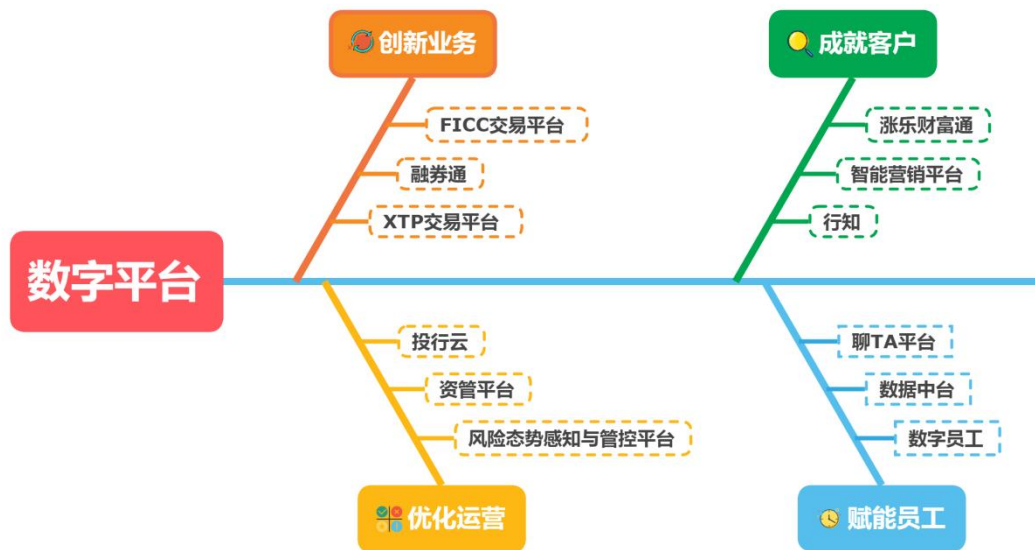 数字平台
创新业务
FICC交易平台
融券通
XTP交易平台
成就客户
涨乐财富通
智能营销平台
行知
投行云
资管平台
风险态势感知与管控平台
优化运营
聊TA平台
数据中台
数字员工
赋能员工